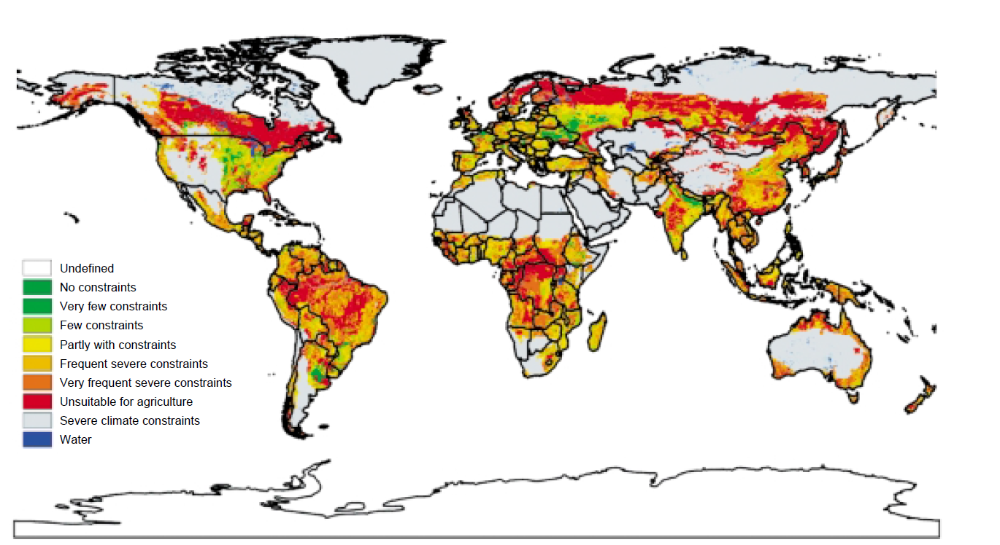 Undefined
No constraints
Very few constraints
Few constraints
Partly with constraints
Frequent severe constraints
Very frequent severe constraints
Unsuitable for agriculture
Severe climate constraints
Water